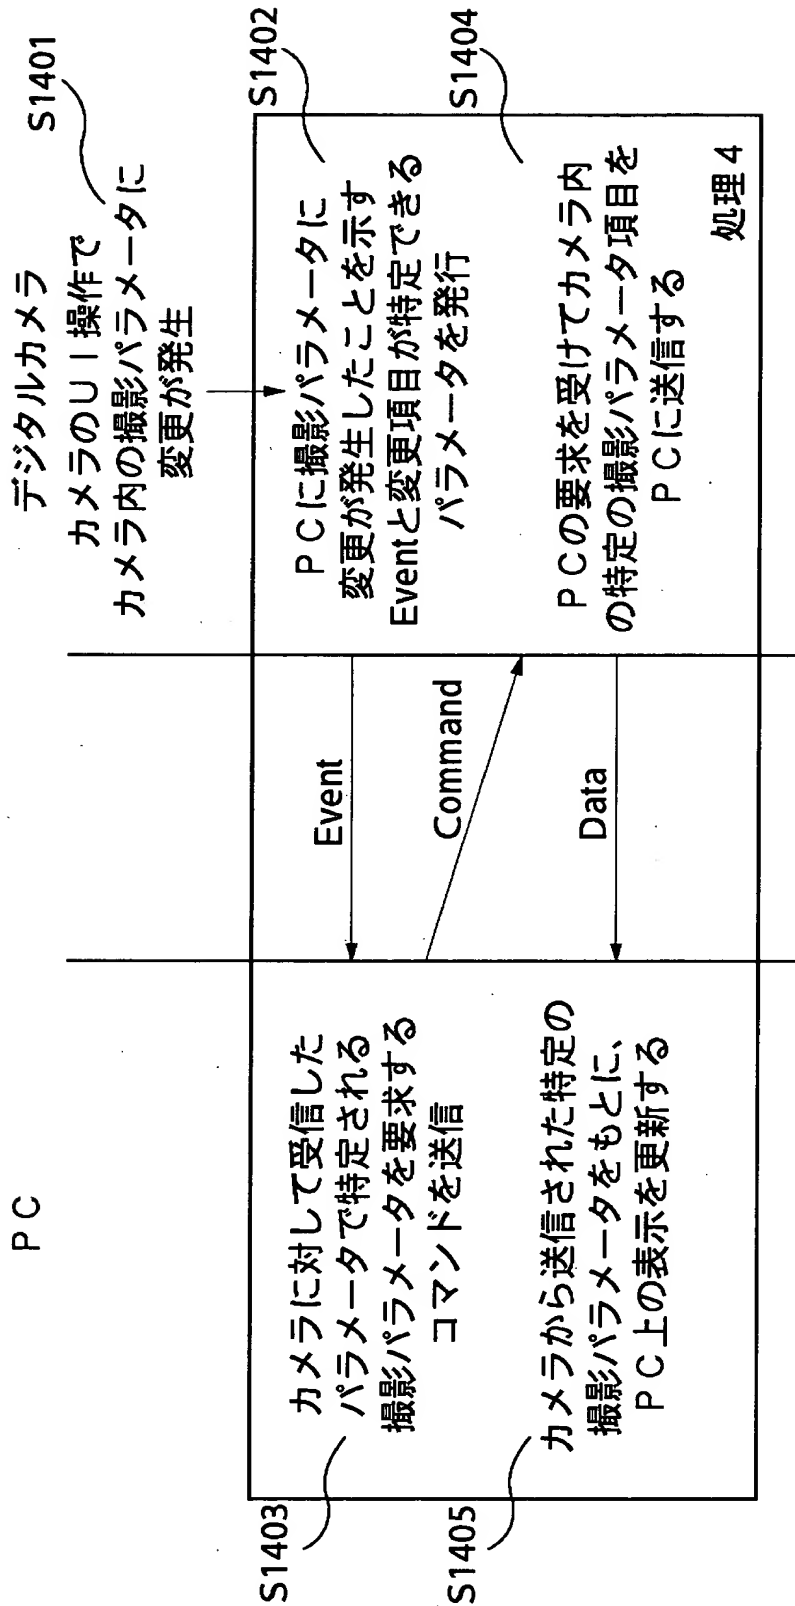 PC
デジタルカメラ
カメラのUI操作で
カメラ内の撮影パラメータに
変更が発生
S1401
PCに撮影パラメータに
変更が発生したことを示す
Eventと変更項目が特定できる
パラメータを発行
S1402
Event
カメラに対して受信した
パラメータで特定される
撮影パラメータを要求する
コマンドを送信
S1403
Command
PCの要求を受けてカメラ内
の特定の撮影パラメータ項目を
PCに送信する
S1404
Data
カメラから送信された特定の
撮影パラメータをもとに、
PC上の表示を更新する
S1405
処理4